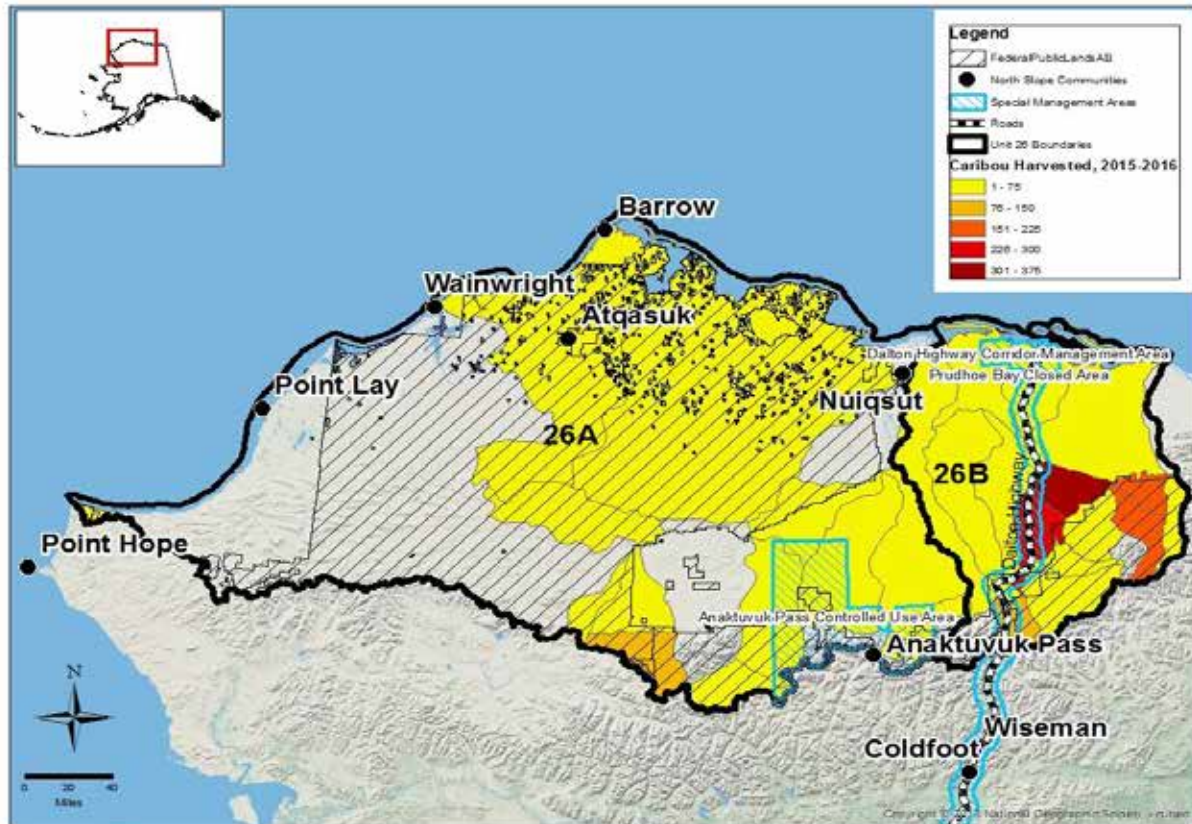 Legend
FederalPublicLandsAB
North Slope Communities
Special Management Areas
Roads
Unit 26 Boundaries
Caribou Harvested, 2015-2016
1 - 75
76 - 150
151 - 225
226 - 300
301 - 375
Barrow
Wainwright
Atqasuk
Dalton Highway Corridor Management Area
Prudhoe Bay Closed Area
Point Lay
Nuiqsut
26A
26B
Dalton Highway
Point Hope
Anaktuvuk Pass Controlled Use Area
Anaktuvuk Pass
N
Wiseman
Coldfoot
0 20 40
Miles
Copyright © National Geographic Society